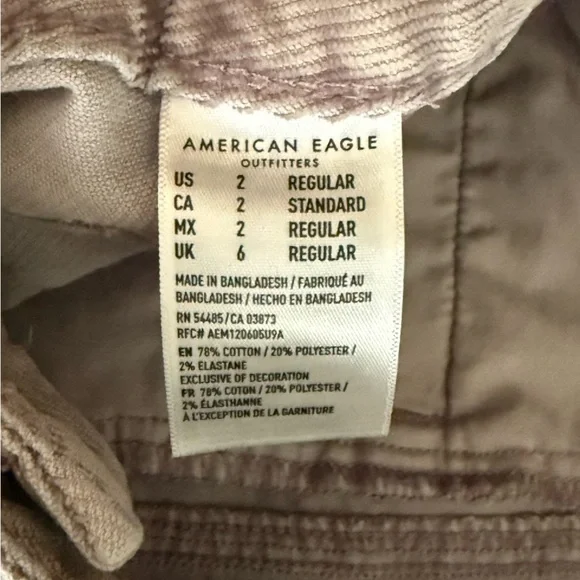 AMERICAN EAGLE
OUTFITTERS
US 2 REGULAR
CA 2 STANDARD
MX 2 REGULAR
UK 6 REGULAR
MADE IN BANGLADESH / FABRIQUÉ AU
BANGLADESH / HECHO EN BANGLADESH
RN 54485 / CA 03873
RFC# AEM120605U9A
EN 78% COTTON / 20% POLYESTER /
2% ELASTANE
EXCLUSIVE OF DECORATION
FR 78% COTON / 20% POLYESTER /
2% ÉLASTHANNE
À L'EXCEPTION DE LA GARNITURE